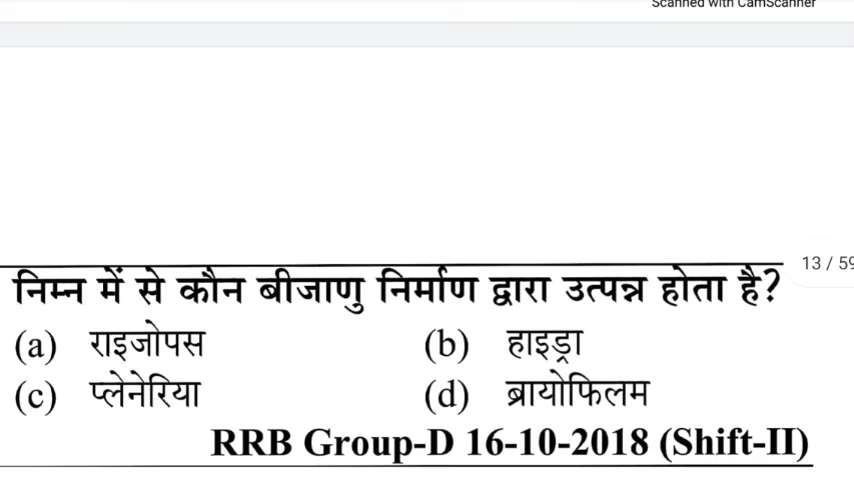 Scanned with CamScanner
13 / 59
निम्न में से कौन बीजाणु निर्माण द्वारा उत्पन्न होता है?
(a) राइजोपस (b) हाइड्रा
(c) प्लेनेरिया (d) ब्रायोफिलम
RRB Group-D 16-10-2018 (Shift-II)